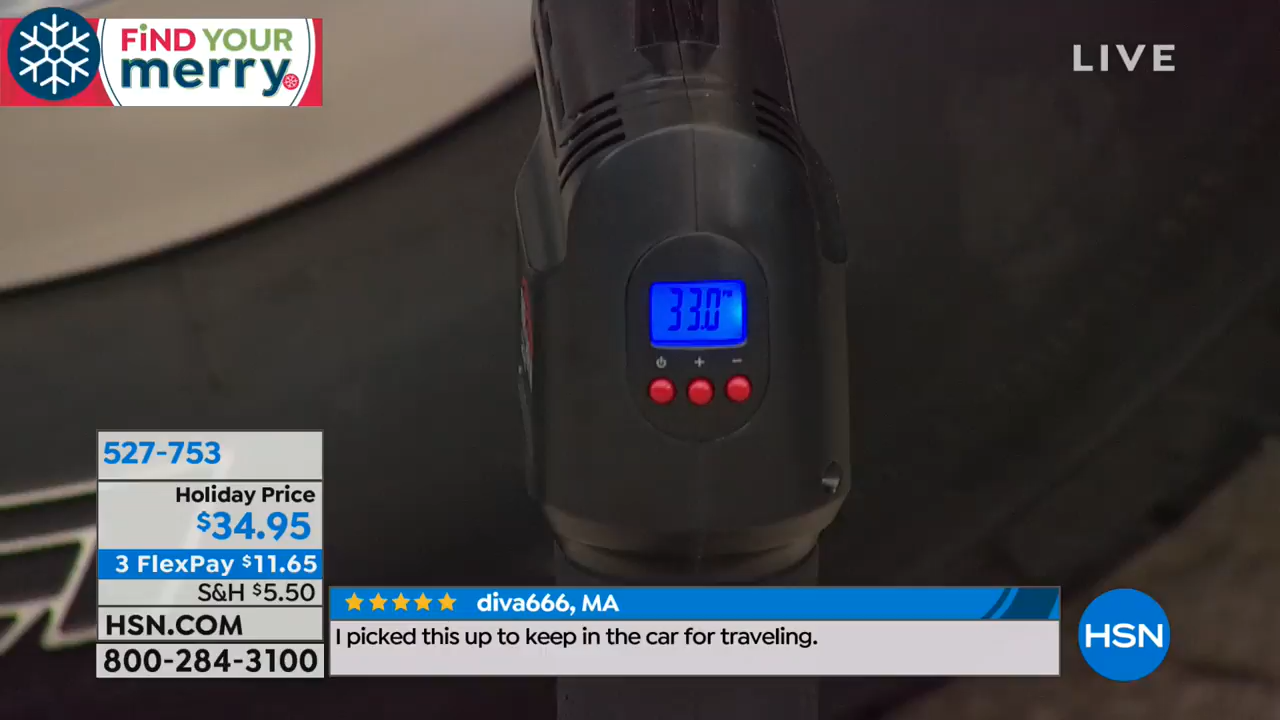 FiND YOUR
merry.
LIVE
33.0
527-753
Holiday Price
$34.95
3 FlexPay $11.65
S&H $5.50
HSN.COM
800-284-3100
diva666, MA
I picked this up to keep in the car for traveling.
HSN